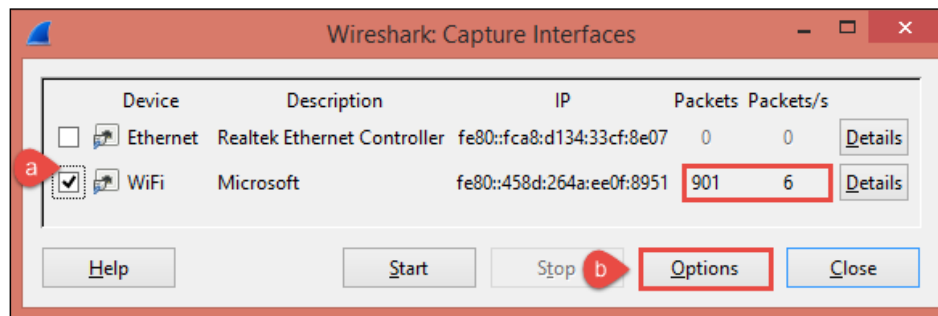 Wireshark: Capture Interfaces
Device Description IP Packets Packets/s
Ethernet Realtek Ethernet Controller fe80::fca8:d134:33cf:8e07 0 0 Details
a
WiFi Microsoft fe80::458d:264a:ee0f:8951 901 6 Details
Help Start Stop b Options Close